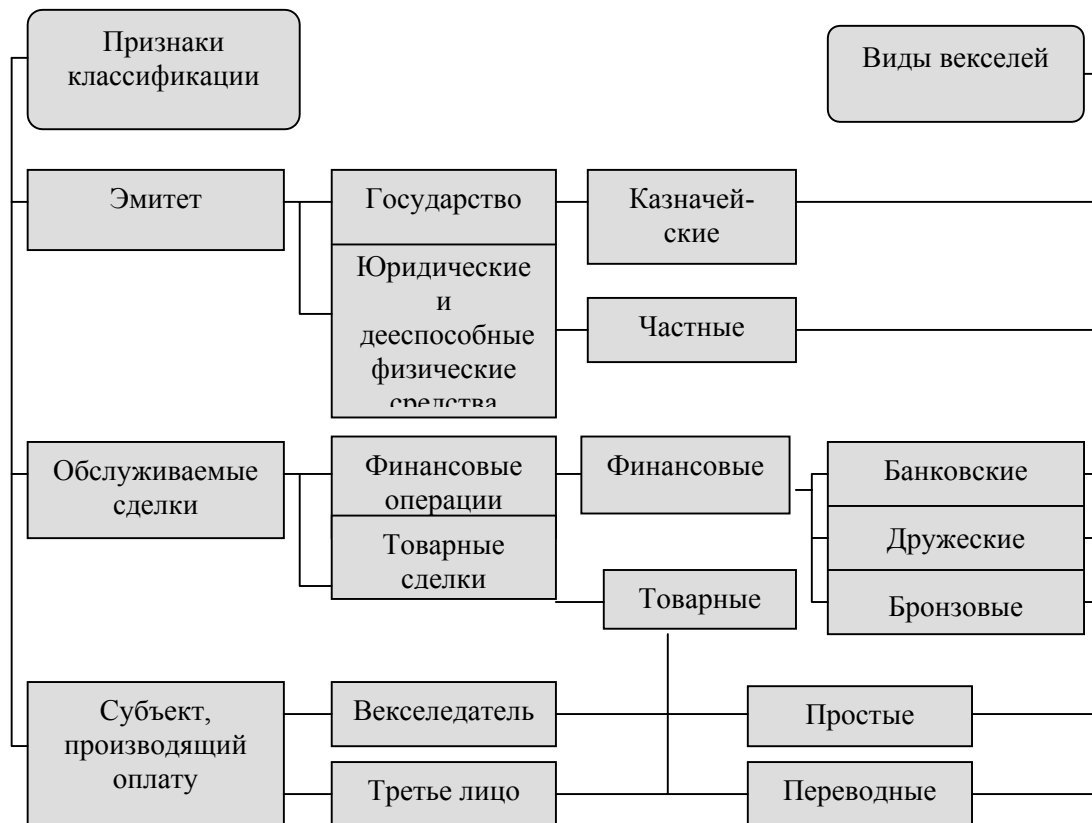 Признаки
классификации
Виды векселей
Эмитет
Государство
Казначей-
ские
Юридические
и
дееспособные
физические
средства
Частные
Обслуживаемые
сделки
Финансовые
операции
Финансовые
Банковские
Товарные
сделки
Дружеские
Товарные
Бронзовые
Субъект,
производящий
оплату
Векселедатель
Простые
Третье лицо
Переводные